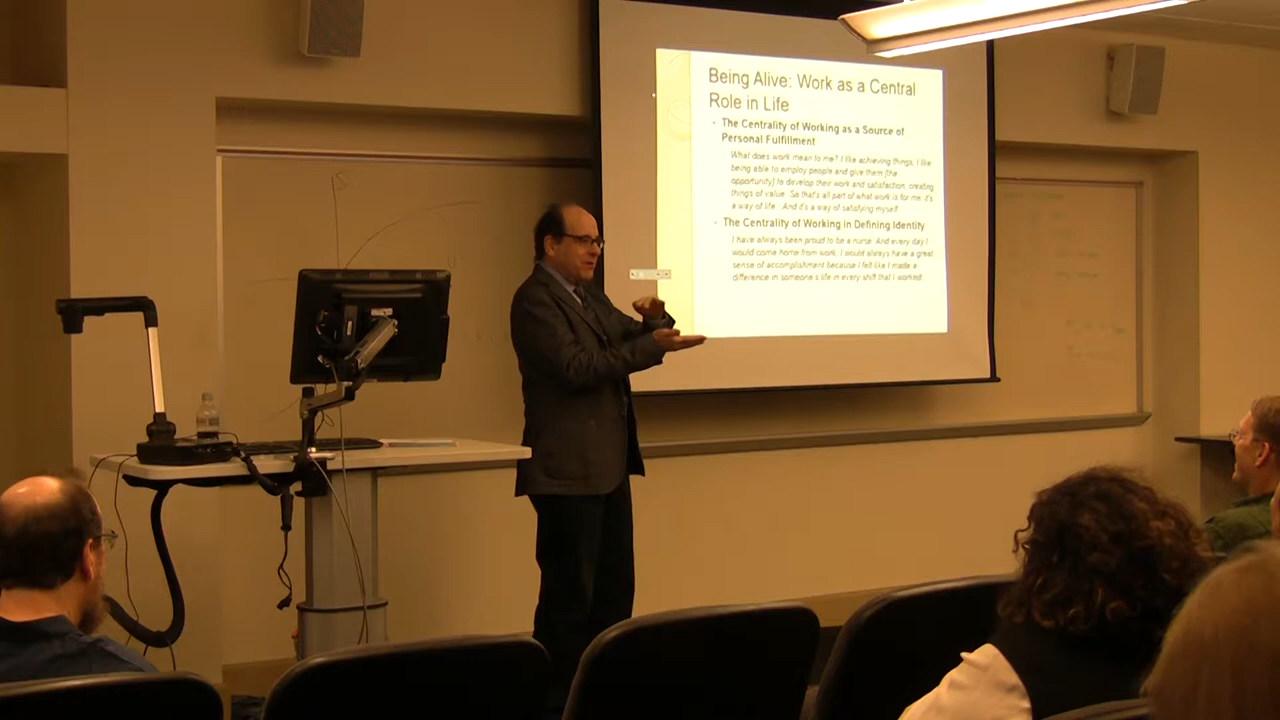 Being Alive: Work as a Central
Role in Life
The Centrality of Working as a Source of
Personal Fulfillment
What does work mean to me? I like achieving things, I like
being able to employ people and give them [the
opportunity] to develop their work and satisfaction, creating
things of value. So that's all part of what work is for me. It's
a way of life. And it's a way of satisfying myself.
The Centrality of Working in Defining Identity
I have always been proud to be a nurse. And every day I
would come home from work, I would always have a great
sense of accomplishment because I felt like I made a
difference in someone's life in every shift that I worked.